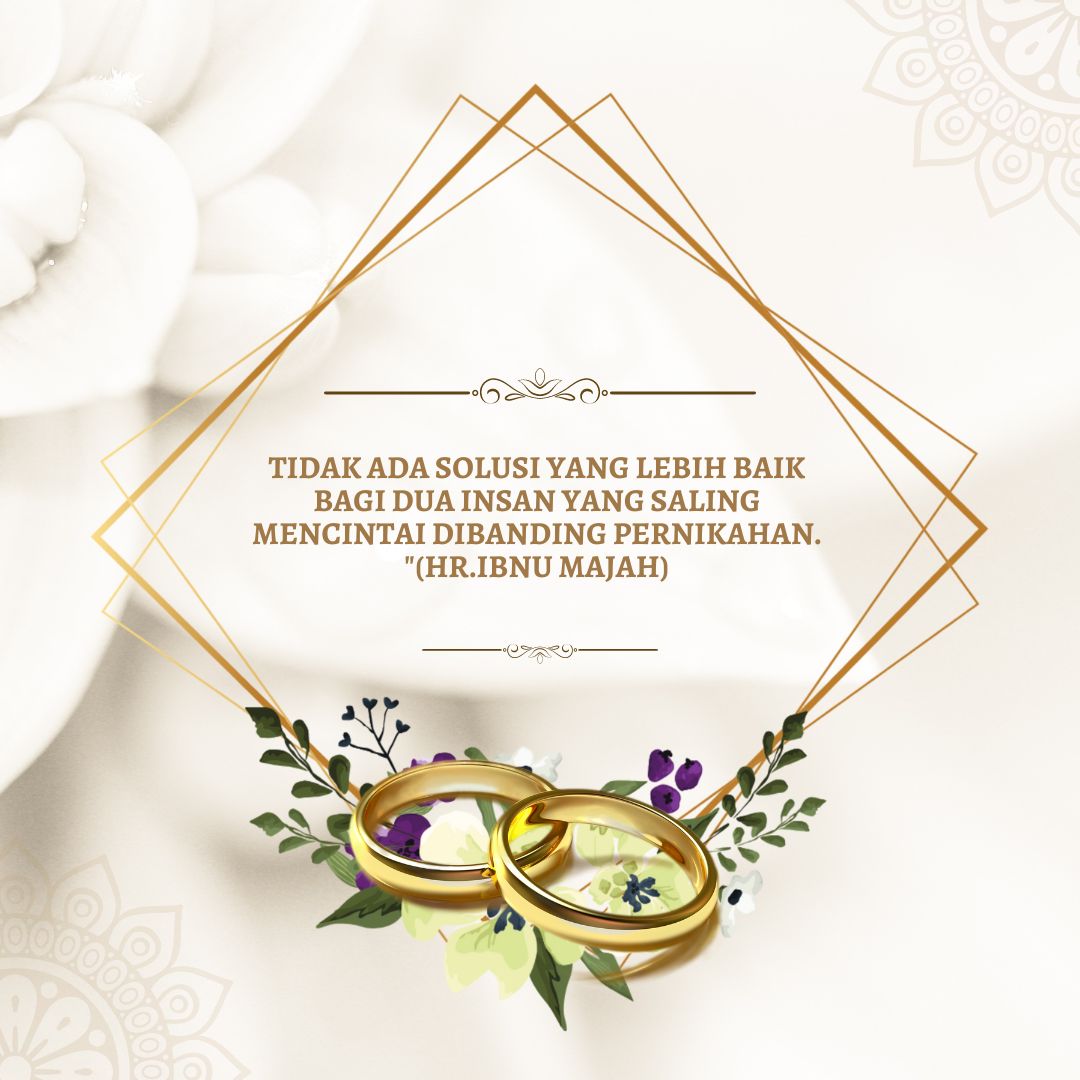 TIDAK ADA SOLUSI YANG LEBIH BAIK
BAGI DUA INSAN YANG SALING
MENCINTAI DIBANDING PERNIKAHAN.
"(HR.IBNU MAJAH)